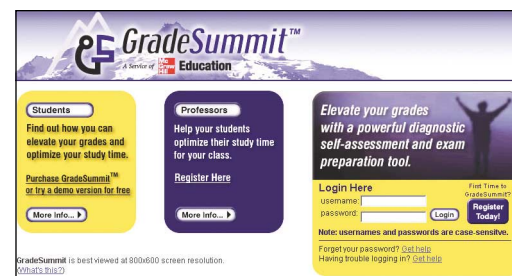 GradeSummit™
A Service of Mc Graw Hill Education
Students
Find out how you can
elevate your grades and
optimize your study time.
Purchase GradeSummit™
or try a demo version for free
More info...
Professors
Help your students
optimize their study time
for your class.
Register Here
More info...
Elevate your grades
with a powerful diagnostic
self-assessment and exam
preparation tool.
Login Here
username:
password:
Login
First Time to
GradeSummit?
Register
Today!
Note: usernames and passwords are case-sensitve.
Forget your password? Get help
Having trouble logging in? Get help
GradeSummit is best viewed at 800x600 screen resolution.
(What's this?)